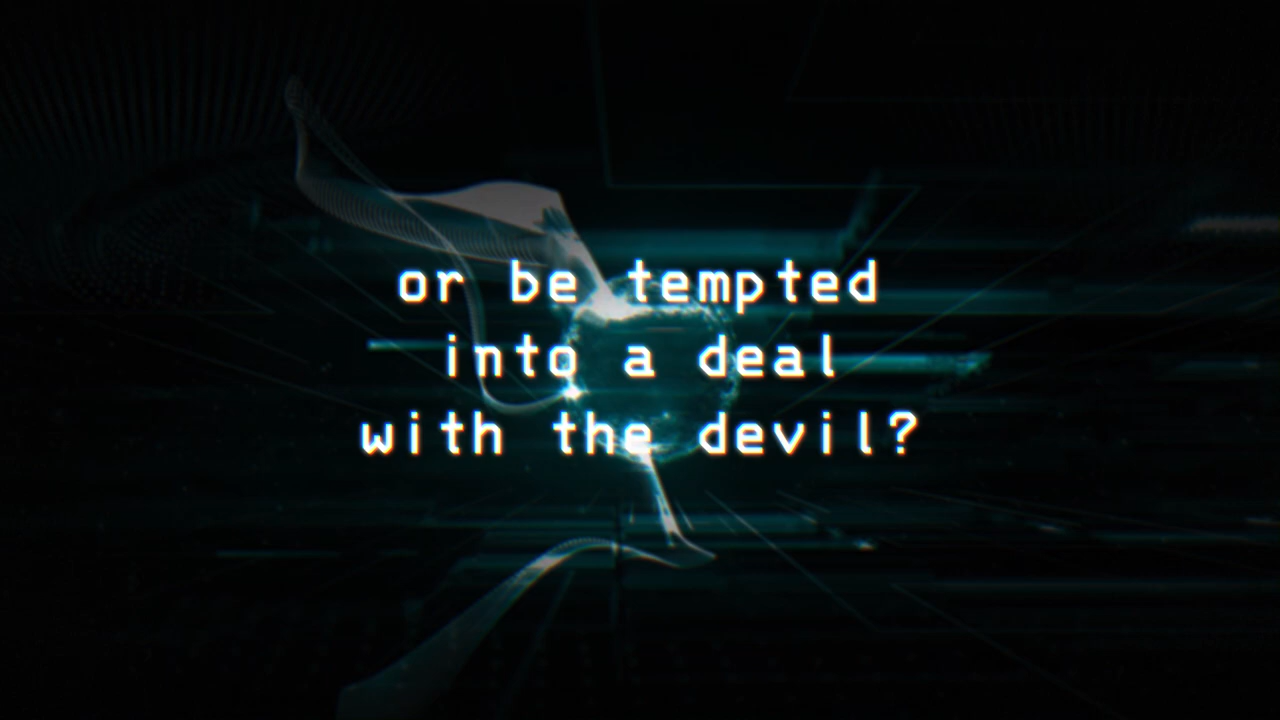 or be tempted
into a deal
with the devil?